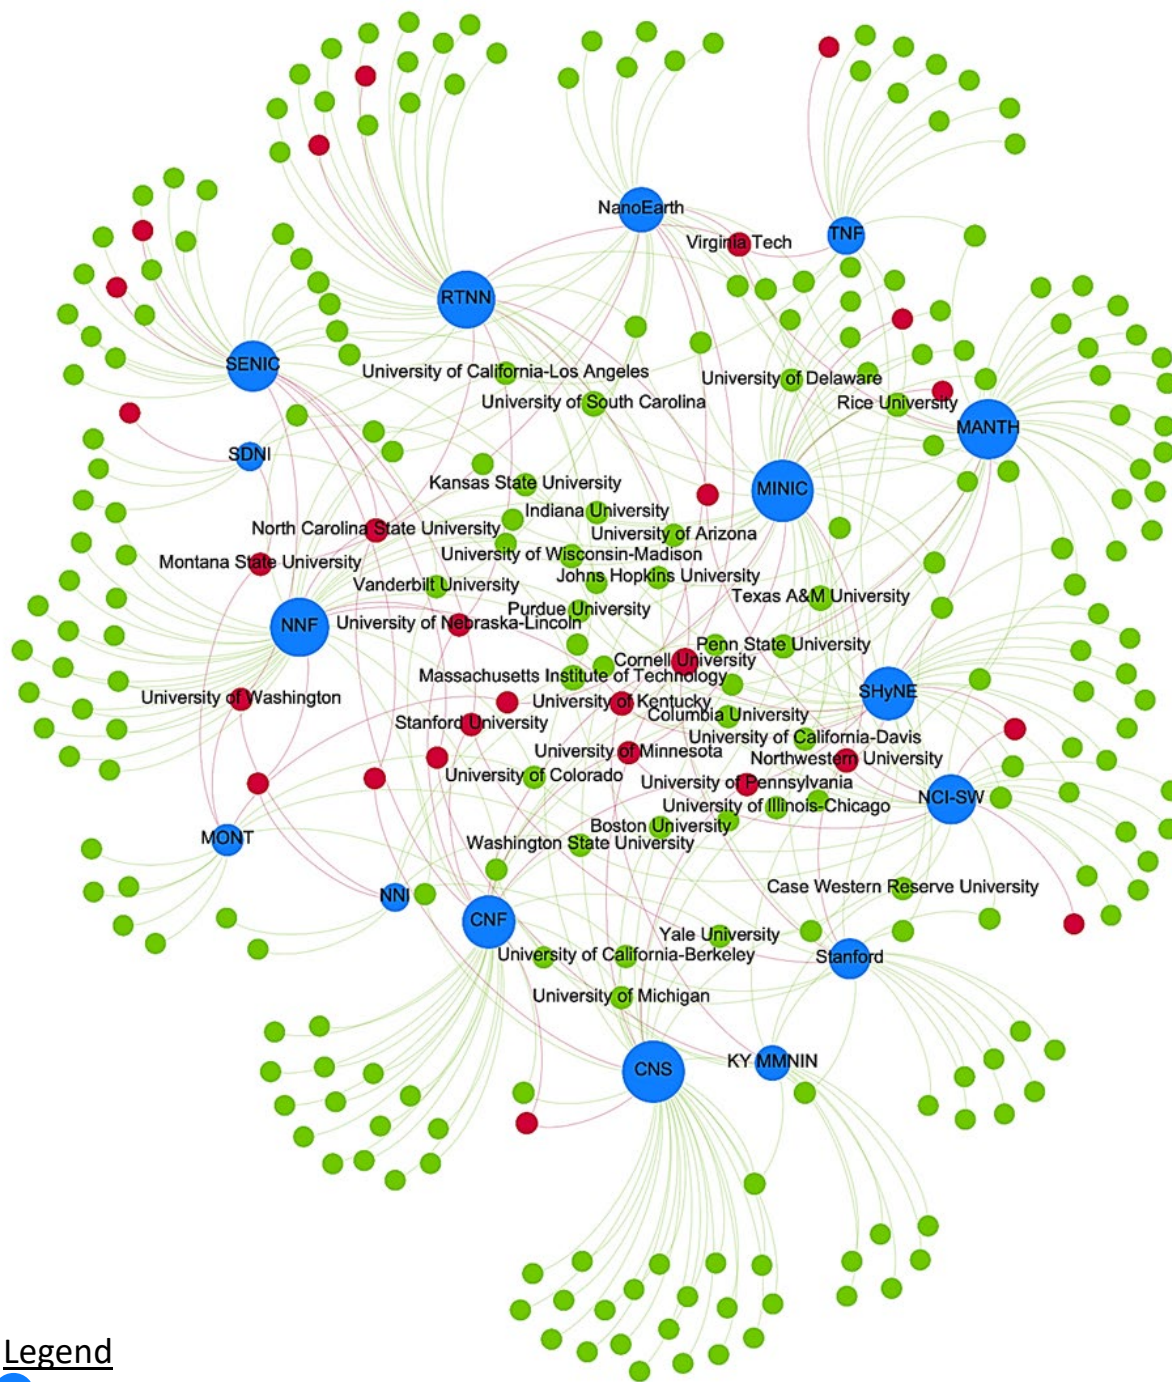 NanoEarth
Virginia Tech
TNF
RTNN
SENIC
University of California-Los Angeles
University of Delaware
University of South Carolina
Rice University
MANTH
SDNI
Kansas State University
MINIC
Indiana University
North Carolina State University
University of Arizona
University of Wisconsin-Madison
Montana State University
Johns Hopkins University
Vanderbilt University
Texas A&M University
Purdue University
NNF
University of Nebraska-Lincoln
Penn State University
Cornell University
Massachusetts Institute of Technology
SHyNE
University of Washington
University of Kentucky
Columbia University
Stanford University
University of California-Davis
University of Minnesota
Northwestern University
University of Colorado
University of Pennsylvania
NCI-SW
University of Illinois-Chicago
Boston University
MONT
Washington State University
Case Western Reserve University
NNI
CNF
Yale University
University of California-Berkeley
Stanford
University of Michigan
KY MMNIN
CNS
Legend